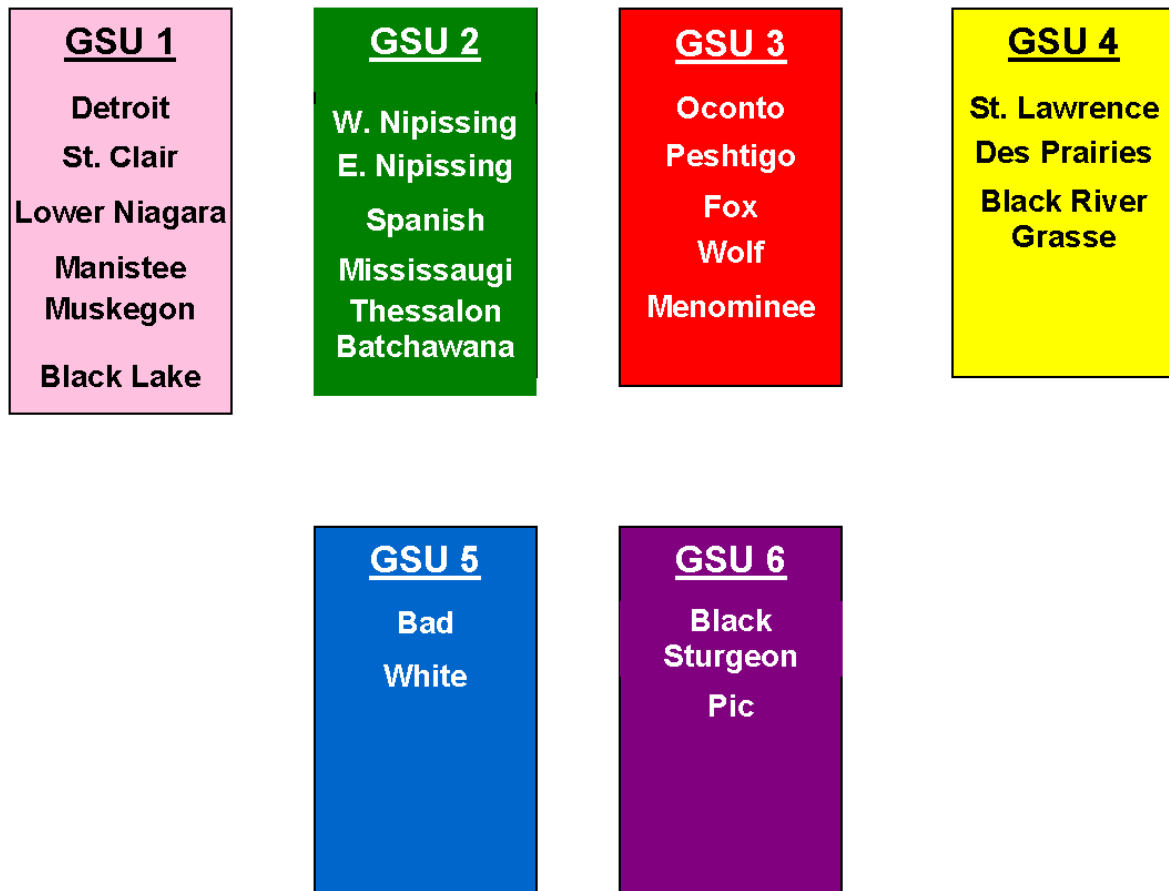 GSU 1
Detroit
St. Clair
Lower Niagara
Manistee
Muskegon
Black Lake
GSU 2
W. Nipissing
E. Nipissing
Spanish
Mississaugi
Thessalon
Batchawana
GSU 3
Oconto
Peshtigo
Fox
Wolf
Menominee
GSU 4
St. Lawrence
Des Prairies
Black River
Grasse
GSU 5
Bad
White
GSU 6
Black
Sturgeon
Pic